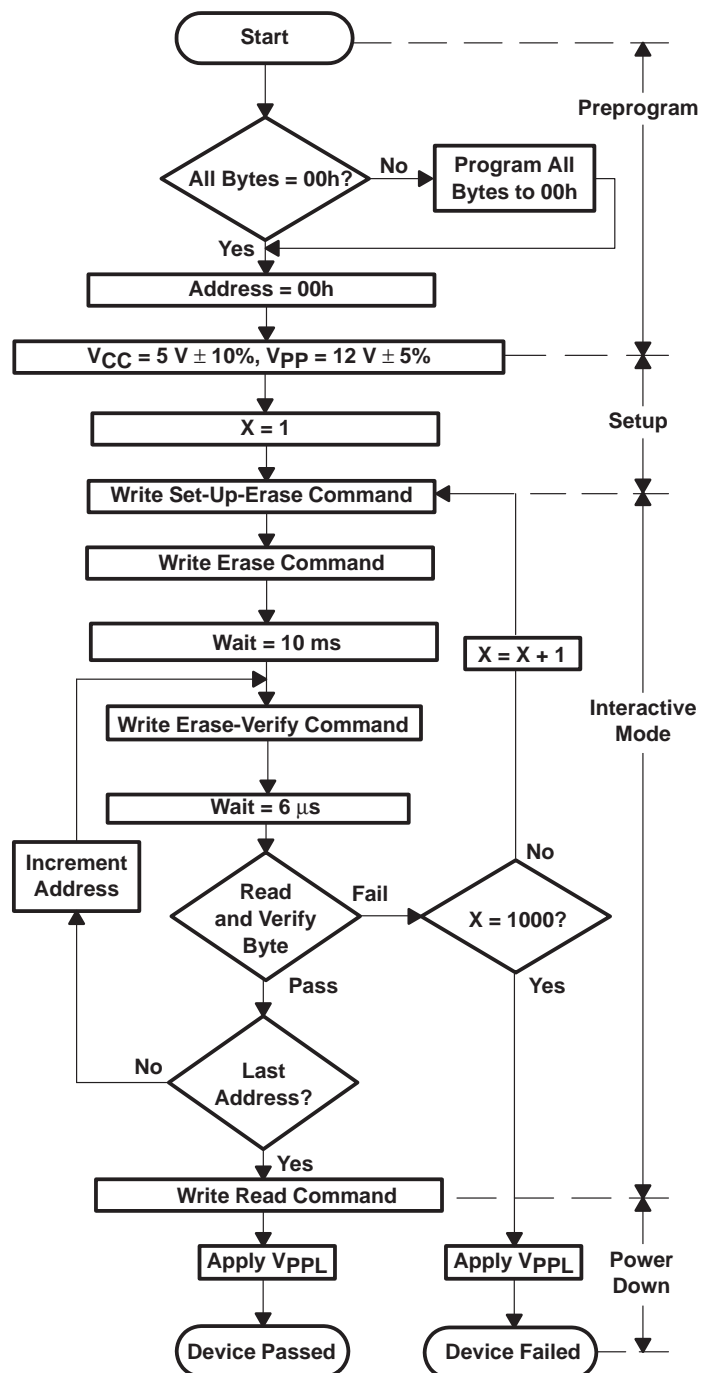 Start
Preprogram
All Bytes = 00h?
No
Program All
Bytes to 00h
Yes
Address = 00h
VCC = 5 V ± 10%, VPP = 12 V ± 5%
X = 1
Setup
Write Set-Up-Erase Command
Write Erase Command
Wait = 10 ms
X = X + 1
Interactive
Mode
Write Erase-Verify Command
Wait = 6 μs
Increment
Address
Read
and Verify
Byte
Fail
No
X = 1000?
Pass
Yes
No
Last
Address?
Yes
Write Read Command
Apply VPPL
Apply VPPL
Power
Down
Device Passed
Device Failed